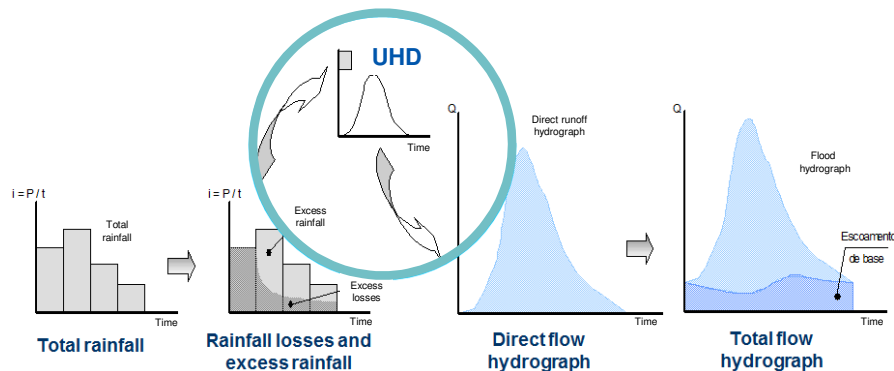 i = P / t
Total
rainfall
Time
Total rainfall
i = P / t
Excess
rainfall
Excess
losses
Time
Rainfall losses and
excess rainfall
UHD
Time
Q
Direct runoff
hydrograph
Time
Direct flow
hydrograph
Q
Flood
hydrograph
Escoamento
de base
Time
Total flow
hydrograph